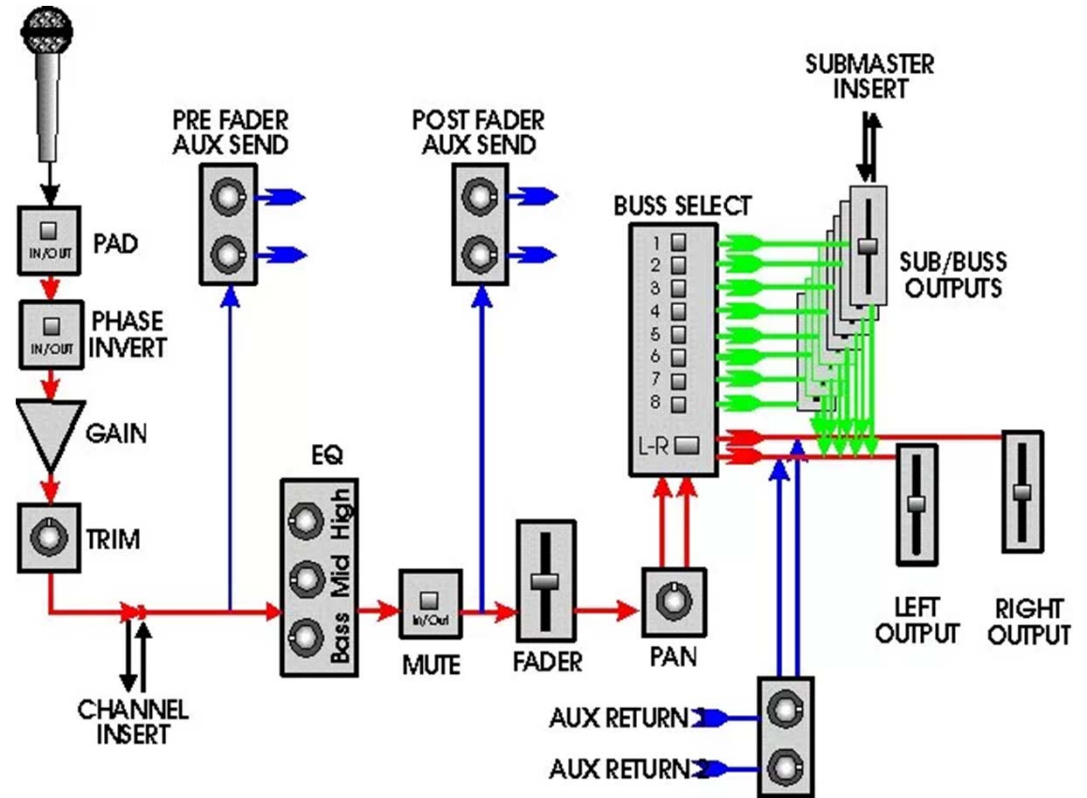 SUBMASTER
INSERT
PRE FADER
AUX SEND
POST FADER
AUX SEND
BUSS SELECT
PAD
IN/OUT
1
2
3
4
5
6
7
8
L-R
SUB/BUSS
OUTPUTS
PHASE
INVERT
IN/OUT
GAIN
EQ
High
Mid
Bass
TRIM
In/Out
MUTE
FADER
PAN
LEFT
OUTPUT
RIGHT
OUTPUT
CHANNEL
INSERT
AUX RETURN 1
AUX RETURN 2